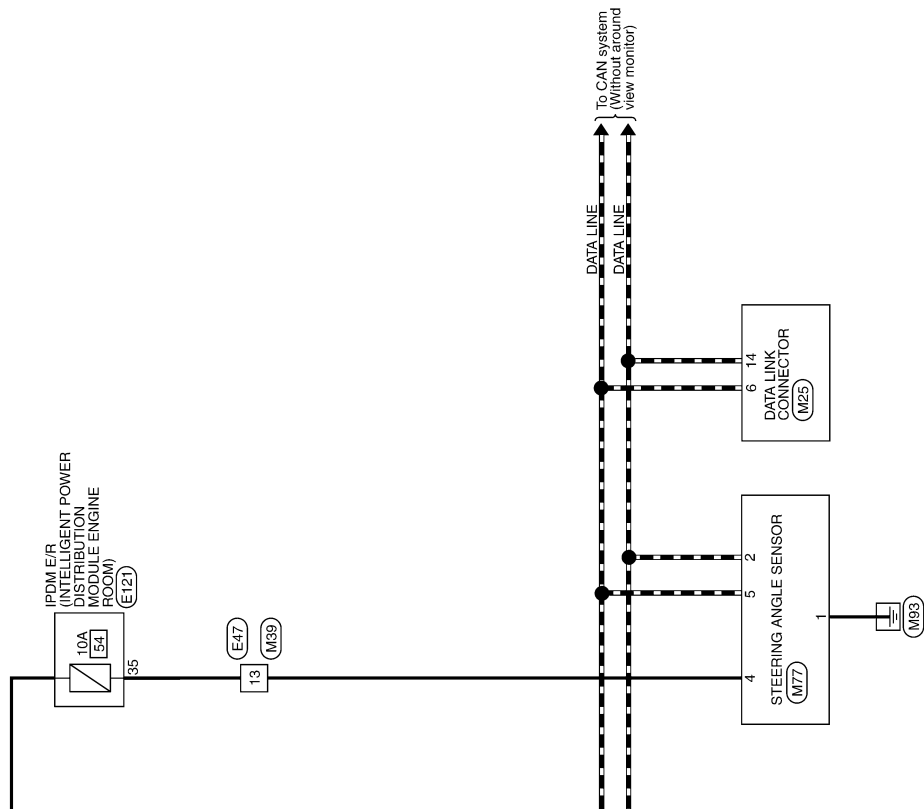 IPDM E/R
(INTELLIGENT POWER
DISTRIBUTION
MODULE ENGINE
ROOM)
E121
10A
54
35
E47
13
M39
DATA LINE
DATA LINE
To CAN system
(Without around
view monitor)
4
5
2
1
STEERING ANGLE SENSOR
M77
M93
6
14
DATA LINK
CONNECTOR
M25